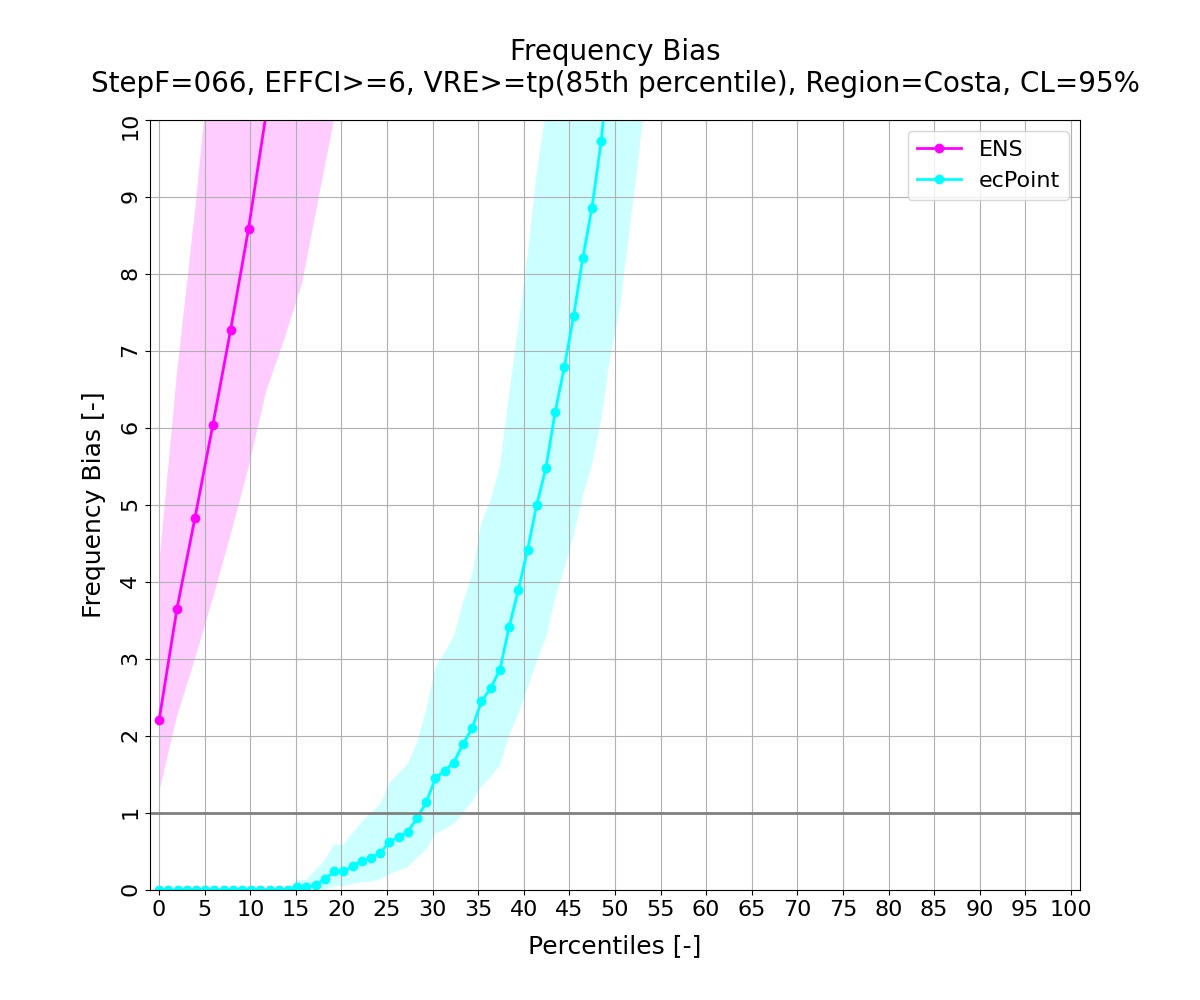 Frequency Bias
StepF=066, EFFCI>=6, VRE>=tp(85th percentile), Region=Costa, CL=95%
ENS
ecPoint
Frequency Bias [-]
10
9
8
7
6
5
4
3
2
1
0
0 5 10 15 20 25 30 35 40 45 50 55 60 65 70 75 80 85 90 95 100
Percentiles [-]